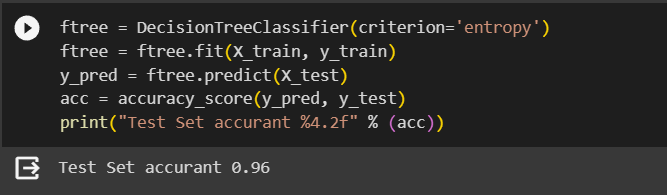 ftree = DecisionTreeClassifier(criterion='entropy')
ftree = ftree.fit(X_train, y_train)
y_pred = ftree.predict(X_test)
acc = accuracy_score(y_pred, y_test)
print("Test Set accurant %4.2f" % (acc))
Test Set accurant 0.96